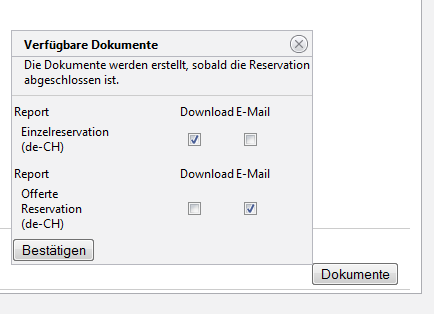 Verfügbare Dokumente
Die Dokumente werden erstellt, sobald die Reservation
abgeschlossen ist.
Report Download E-Mail
Einzelreservation
(de-CH)
Report Download E-Mail
Offerte
Reservation
(de-CH)
Bestätigen
Dokumente